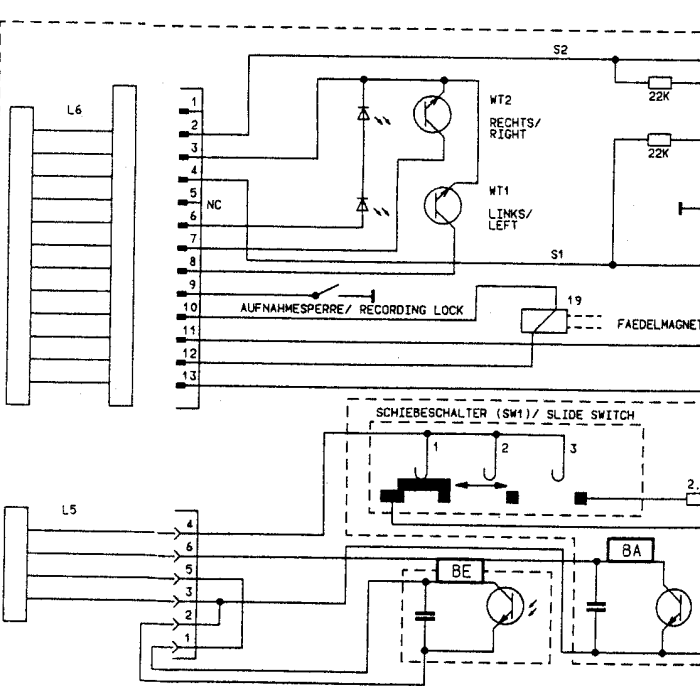 S2
L6
1
2
3
4
5
NC
6
7
8
9
10
11
12
13
WT2
RECHTS/
RIGHT
WT1
LINKS/
LEFT
22K
22K
S1
AUFNAHMESPERRE/ RECORDING LOCK
19
FAEDELMAGNET
SCHIEBESCHALTER (SW1)/ SLIDE SWITCH
1
2
3
2.
L5
4
6
5
3
2
1
BE
BA